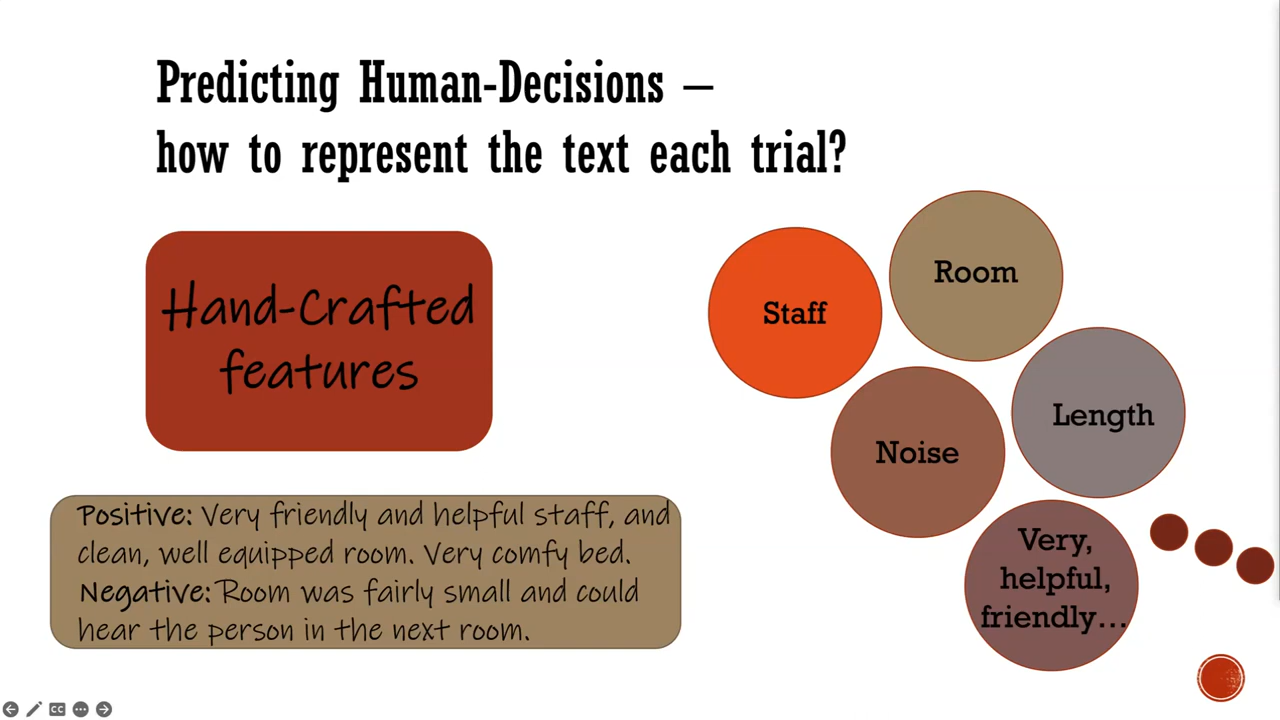 Predicting Human-Decisions –
how to represent the text each trial?
Hand-Crafted
features
Positive: Very friendly and helpful staff, and
clean, well equipped room. Very comfy bed.
Negative: Room was fairly small and could
hear the person in the next room.
Staff
Room
Noise
Length
Very,
helpful,
friendly...
CC